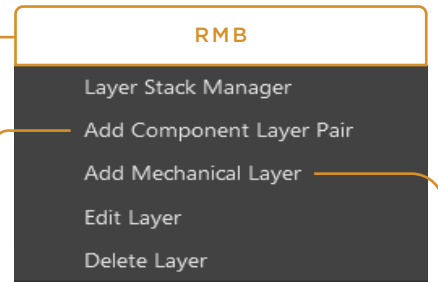 RMB
Layer Stack Manager
Add Component Layer Pair
Add Mechanical Layer
Edit Layer
Delete Layer